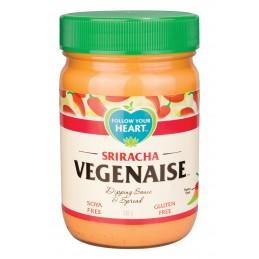 FOLLOW YOUR
HEART
SRIRACHA
VEGENAISE
Dipping Sauce
& Spread
SOYA
FREE
GLUTEN
FREE